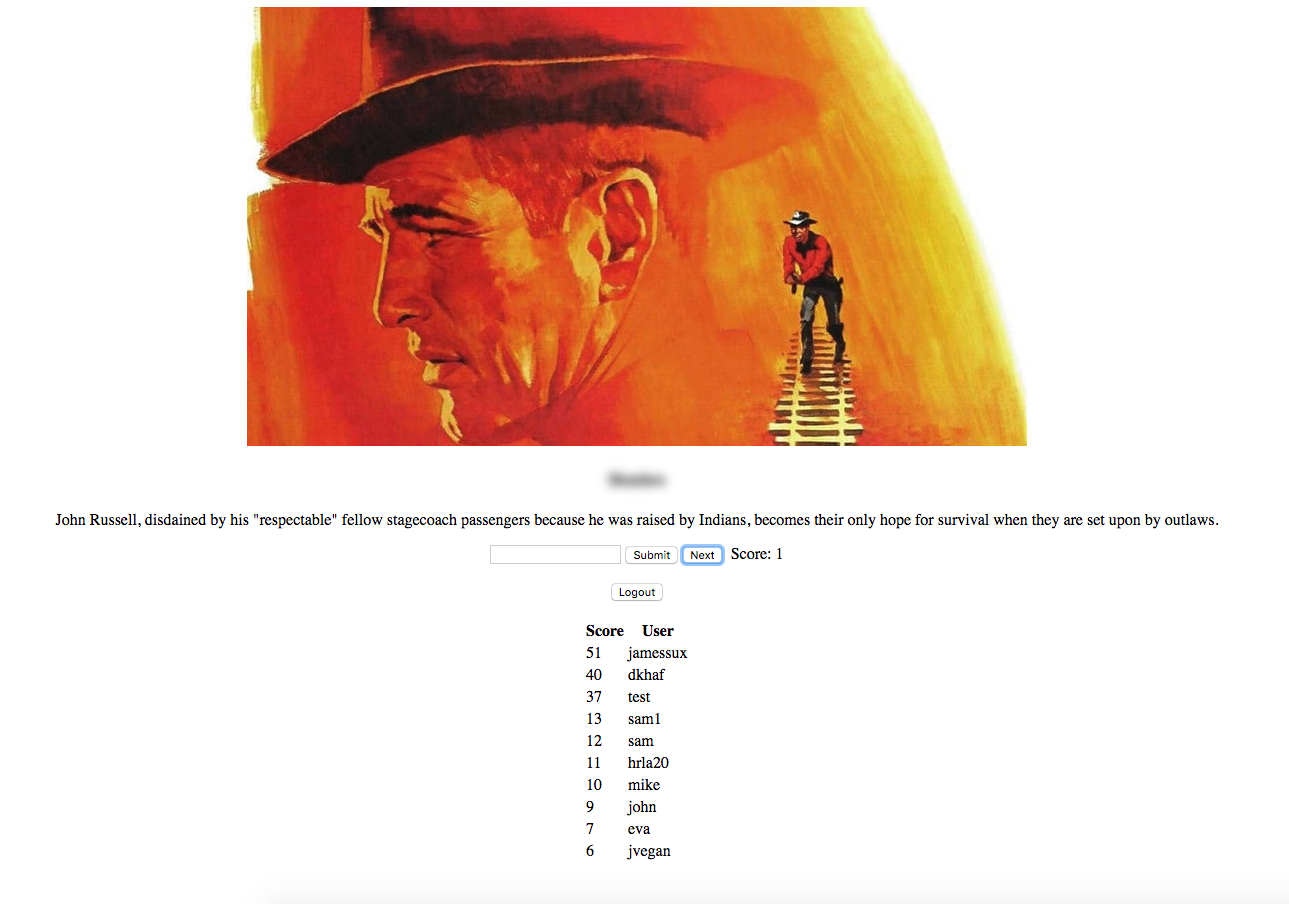 John Russell, disdained by his "respectable" fellow stagecoach passengers because he was raised by Indians, becomes their only hope for survival when they are set upon by outlaws.
Submit Next Score: 1
Logout
Score User
51 jamessux
40 dkhaf
37 test
13 sam1
12 sam
11 hrla20
10 mike
9 john
7 eva
6 jvegan